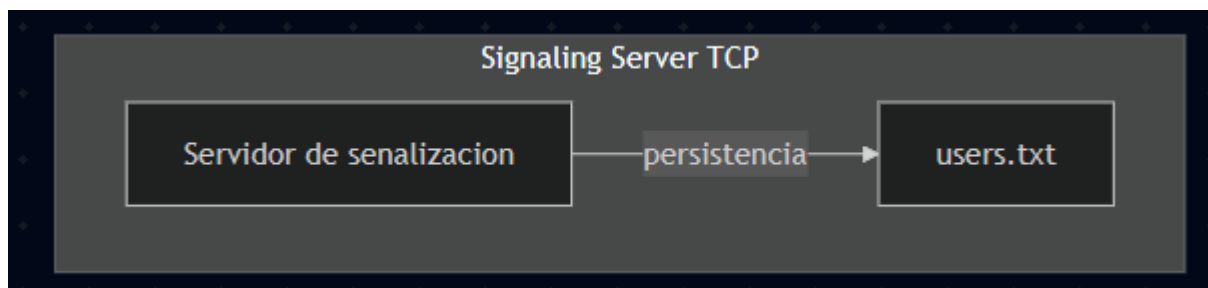 Signaling Server TCP
Servidor de senalizacion
persistencia
users.txt